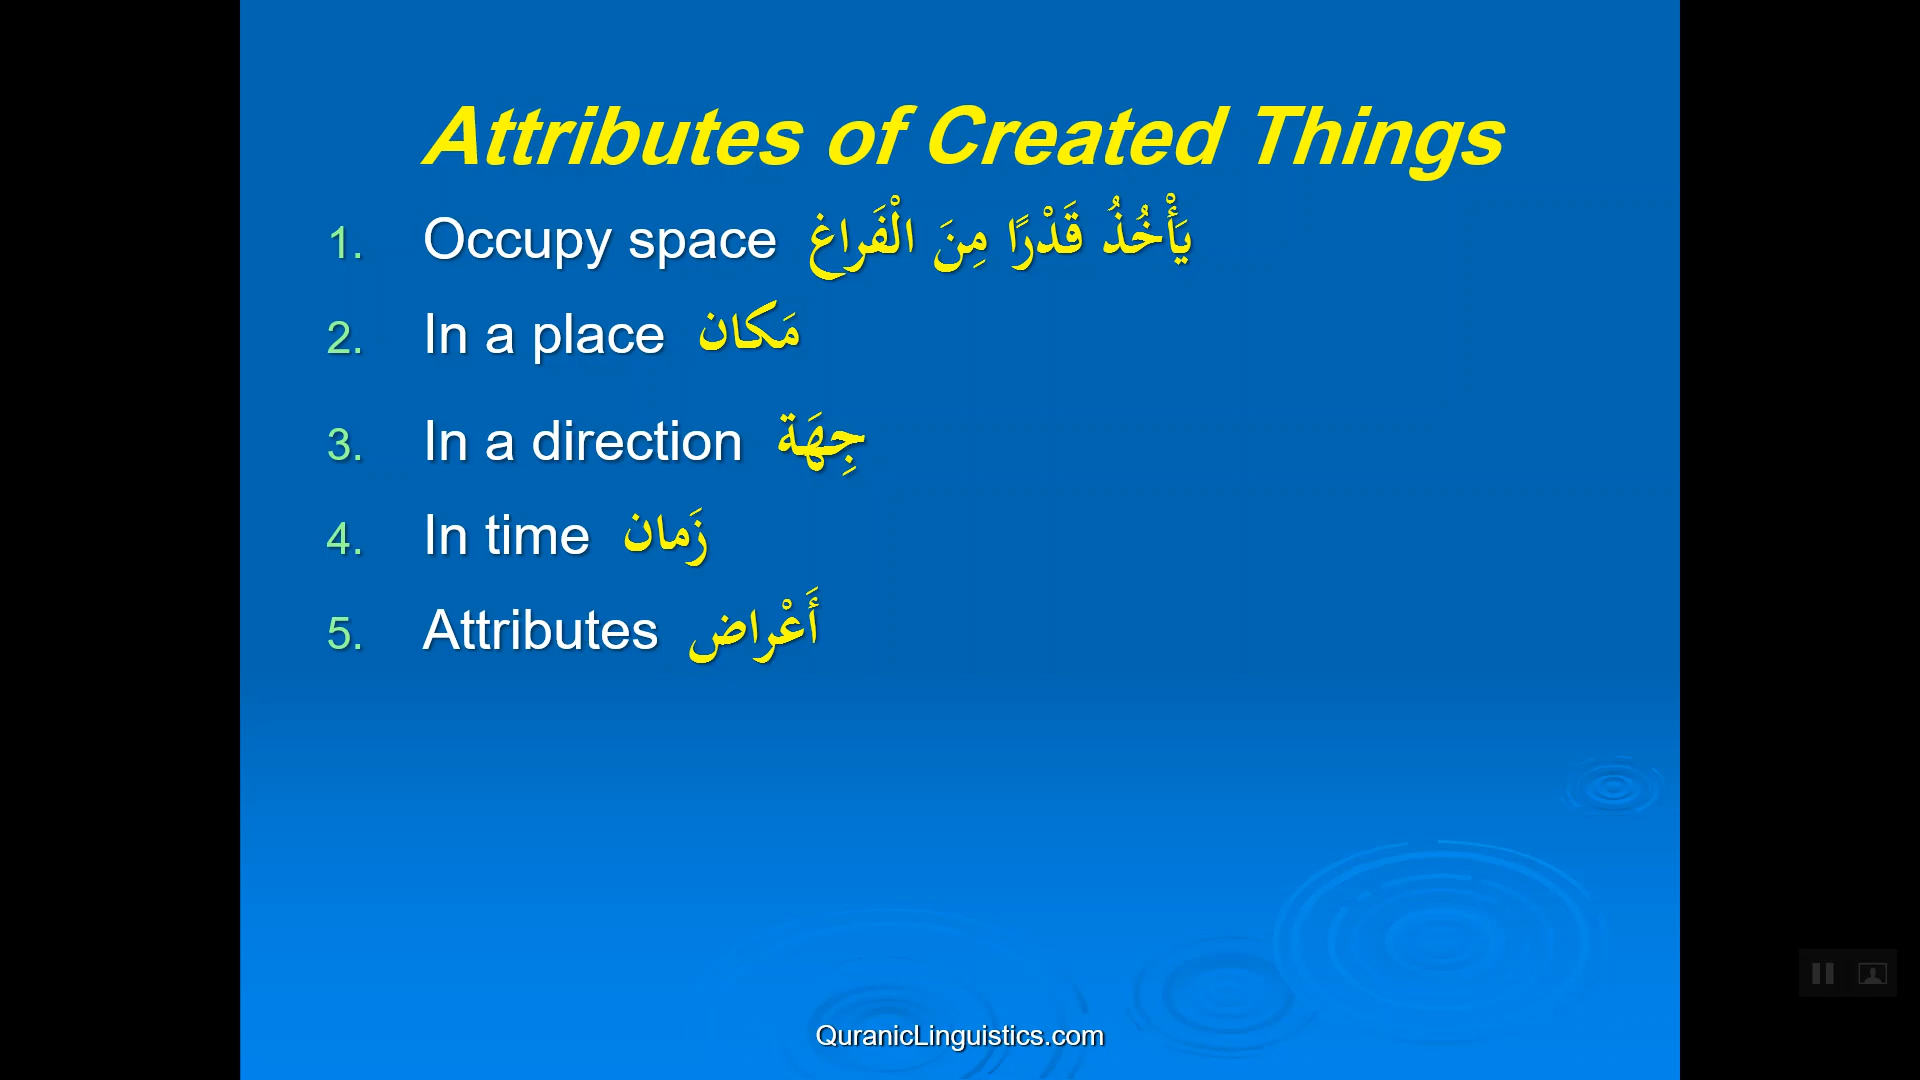 Attributes of Created Things
1. Occupy space يَأْخُذُ قَدْرًا مِنَ الْفَراغ
2. In a place مَكان
3. In a direction جِهَة
4. In time زَمان
5. Attributes أَعْراض
QuranicLinguistics.com